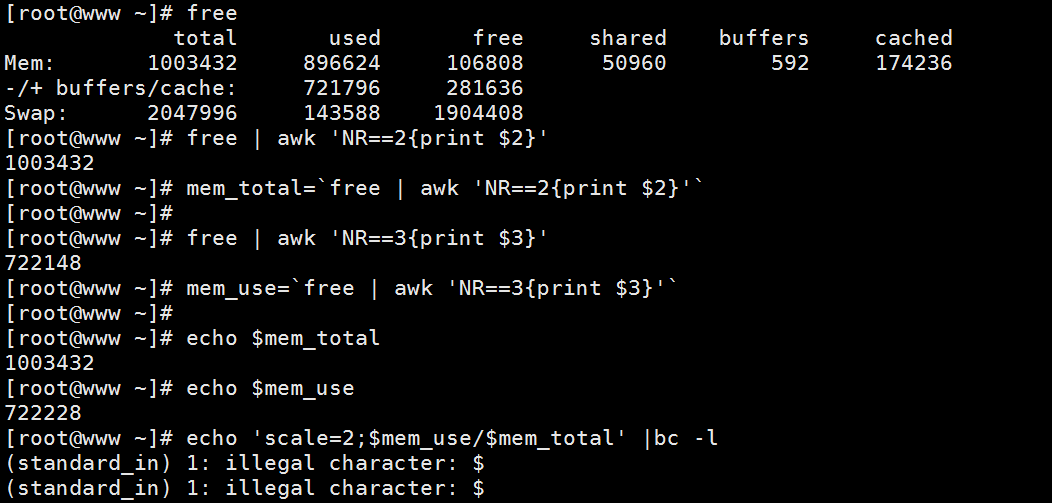 [root@www ~]# free
             total       used       free     shared    buffers     cached
Mem:       1003432     896624     106808      50960        592     174236
-/+ buffers/cache:     721796     281636
Swap:      2047996     143588    1904408
[root@www ~]# free | awk 'NR==2{print $2}'
1003432
[root@www ~]# mem_total=`free | awk 'NR==2{print $2}'`
[root@www ~]#
[root@www ~]# free | awk 'NR==3{print $3}'
722148
[root@www ~]# mem_use=`free | awk 'NR==3{print $3}'`
[root@www ~]#
[root@www ~]# echo $mem_total
1003432
[root@www ~]# echo $mem_use
722228
[root@www ~]# echo 'scale=2;$mem_use/$mem_total' |bc -l
(standard_in) 1: illegal character: $
(standard_in) 1: illegal character: $